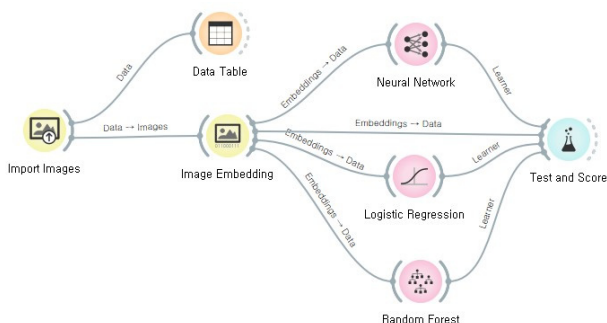 Data
Data Table
Data → Images
Import Images
Image Embedding
Embeddings → Data
Neural Network
Learner
Embeddings → Data
Embeddings → Data
Logistic Regression
Learner
Test and Score
Embeddings → Data
Random Forest
Learner